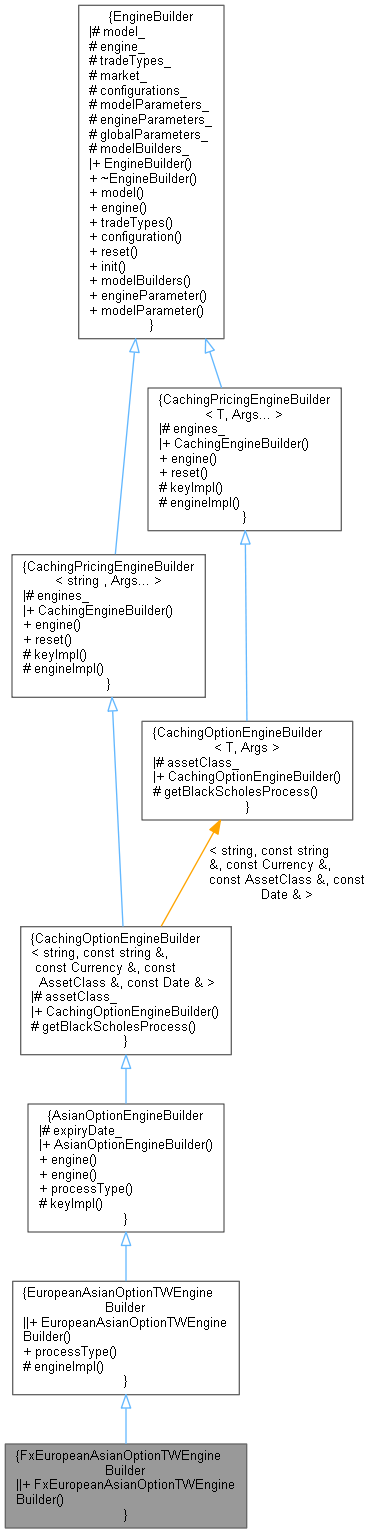 {EngineBuilder
|# model_
# engine_
# tradeTypes_
# market_
# configurations_
# modelParameters_
# engineParameters_
# globalParameters_
# modelBuilders_
|+ EngineBuilder()
+ ~EngineBuilder()
+ model()
+ engine()
+ tradeTypes()
+ configuration()
+ reset()
+ init()
+ modelBuilders()
+ engineParameter()
+ modelParameter()
}
{CachingPricingEngineBuilder
< T, Args... >
|# engines_
|+ CachingEngineBuilder()
+ engine()
+ reset()
# keyImpl()
# engineImpl()
}
{CachingPricingEngineBuilder
< string , Args... >
|# engines_
|+ CachingEngineBuilder()
+ engine()
+ reset()
# keyImpl()
# engineImpl()
}
{CachingOptionEngineBuilder
< T, Args >
|# assetClass_
|+ CachingOptionEngineBuilder()
# getBlackScholesProcess()
}
< string, const string
&, const Currency &,
const AssetClass &, const
Date & >
{CachingOptionEngineBuilder
< string, const string &,
const Currency &, const
AssetClass &, const Date & >
|# assetClass_
|+ CachingOptionEngineBuilder()
# getBlackScholesProcess()
}
{AsianOptionEngineBuilder
|# expiryDate_
|+ AsianOptionEngineBuilder()
+ engine()
+ engine()
+ processType()
# keyImpl()
}
{EuropeanAsianOptionTWEngine
Builder
||+ EuropeanAsianOptionTWEngine
Builder()
+ processType()
# engineImpl()
}
{FxEuropeanAsianOptionTWEngine
Builder
||+ FxEuropeanAsianOptionTWEngine
Builder()
}